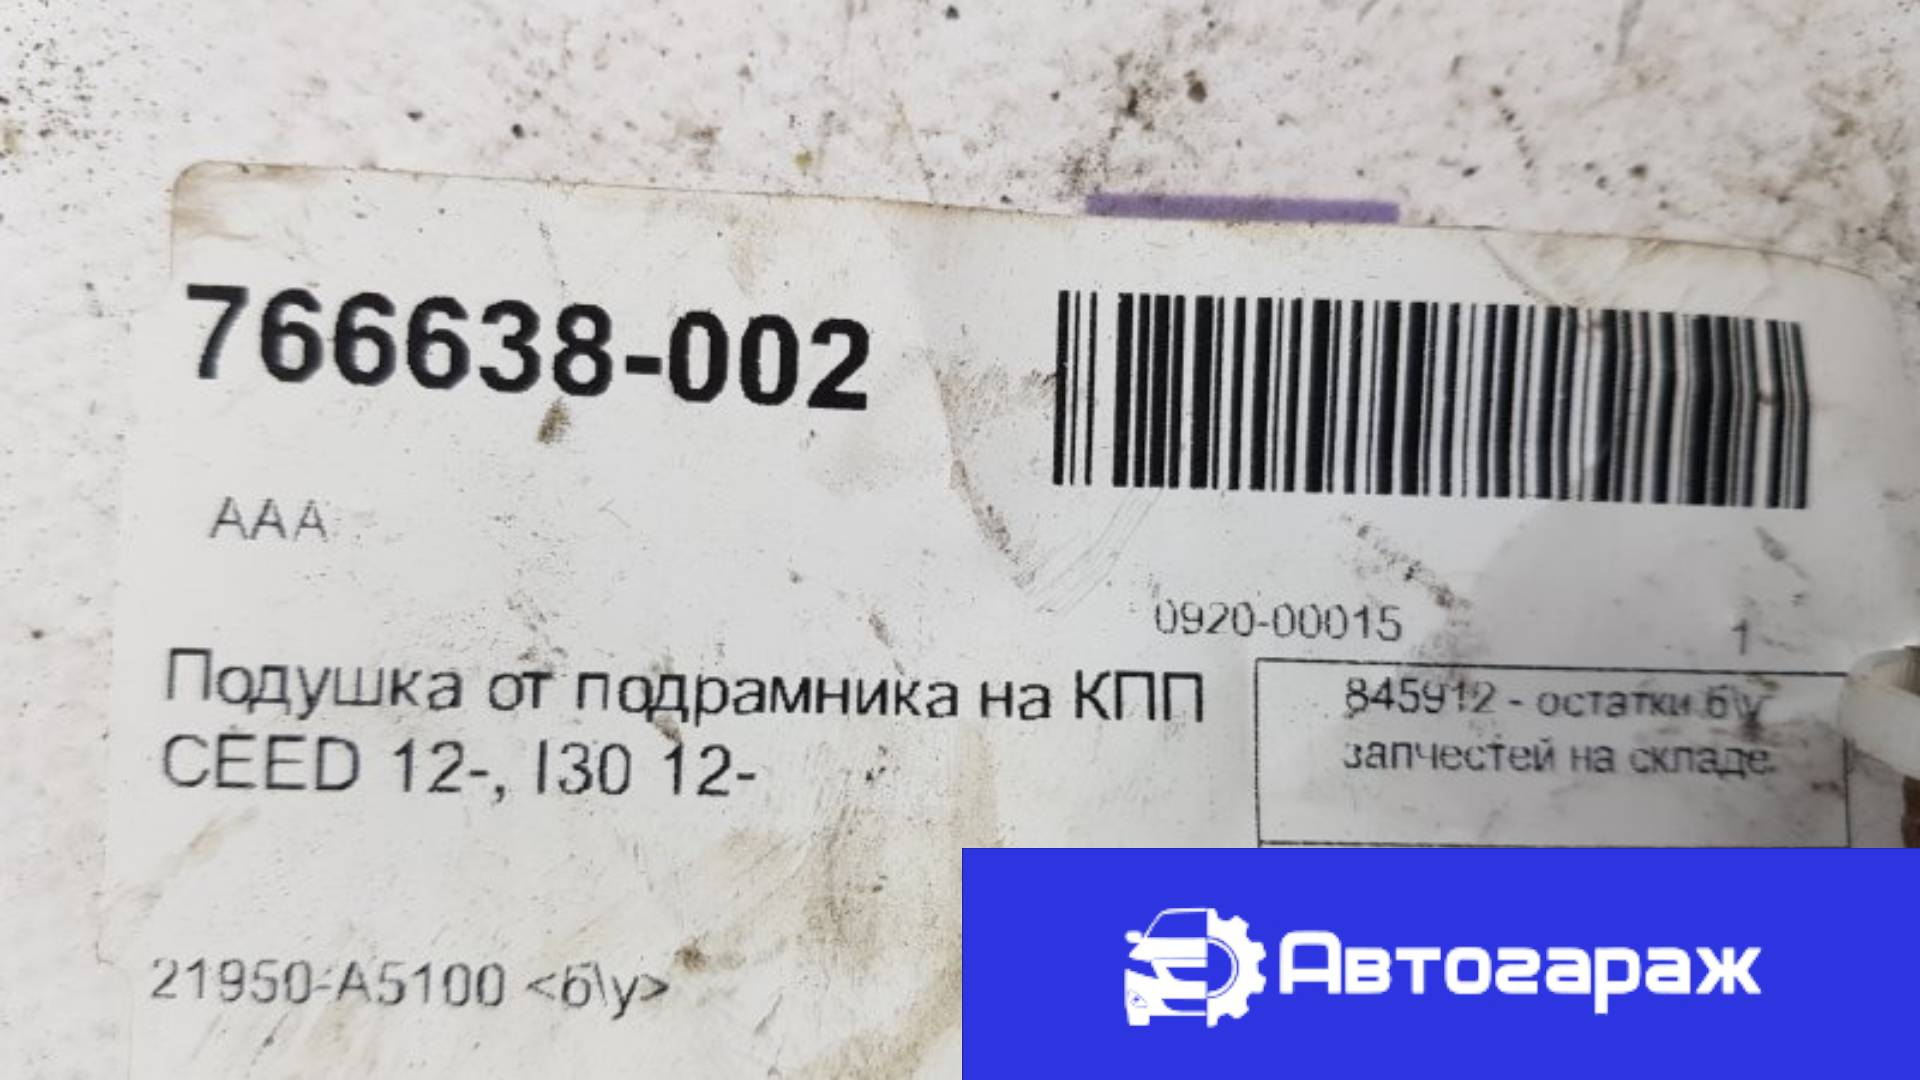 766638-002
AAA
0920-00015
1
Подушка от подрамника на КПП
CEED 12-, I30 12-
845912 - остатки б\у
запчестей на складе
21950-A5100 <б\у>
Автогараж